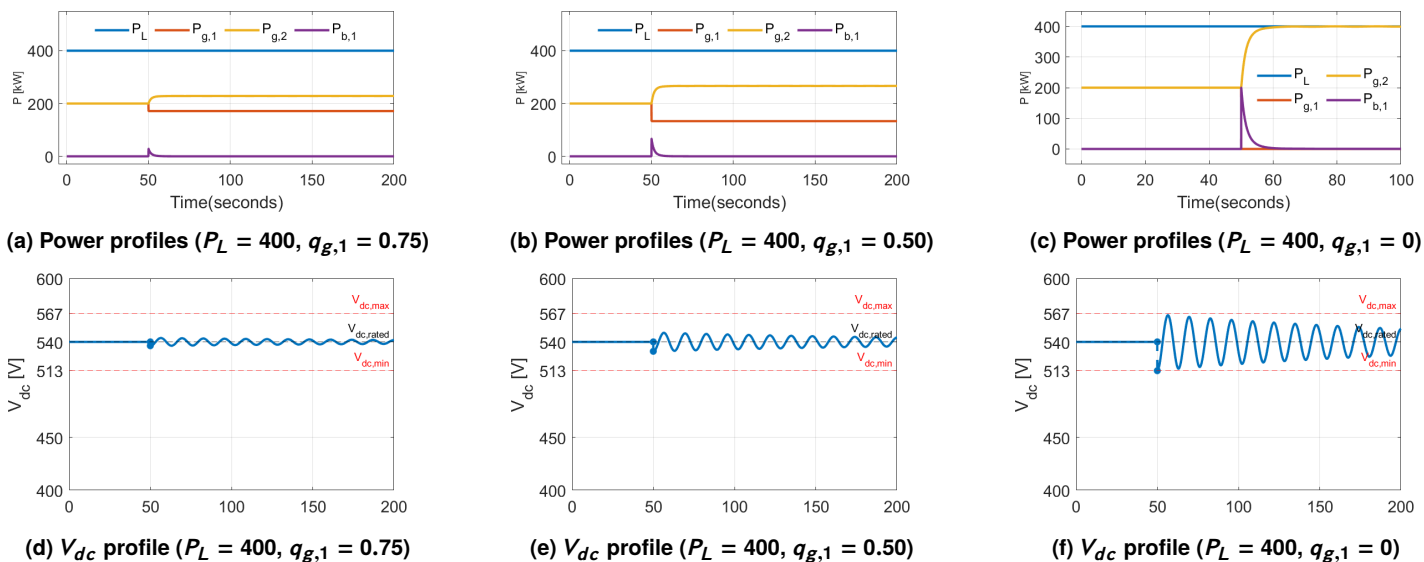 P_L P_g,1 P_g,2 P_b,1
400
200
0
P [kW]
0 50 100 150 200
Time(seconds)
(a) Power profiles (P_L = 400, q_g,1 = 0.75)
P_L P_g,1 P_g,2 P_b,1
400
200
0
P [kW]
0 50 100 150 200
Time(seconds)
(b) Power profiles (P_L = 400, q_g,1 = 0.50)
400
300
200
100
0
P [kW]
P_L P_g,2
P_g,1 P_b,1
0 20 40 60 80 100
Time(seconds)
(c) Power profiles (P_L = 400, q_g,1 = 0)
600
567
540
513
450
400
V_dc [V]
V_dc,max
V_dc,rated
V_dc,min
0 50 100 150 200
(d) V_dc profile (P_L = 400, q_g,1 = 0.75)
600
567
540
513
450
400
V_dc [V]
V_dc,max
V_dc,rated
V_dc,min
0 50 100 150 200
(e) V_dc profile (P_L = 400, q_g,1 = 0.50)
600
567
540
513
450
400
V_dc [V]
V_dc,max
V_dc,rated
V_dc,min
0 50 100 150 200
(f) V_dc profile (P_L = 400, q_g,1 = 0)